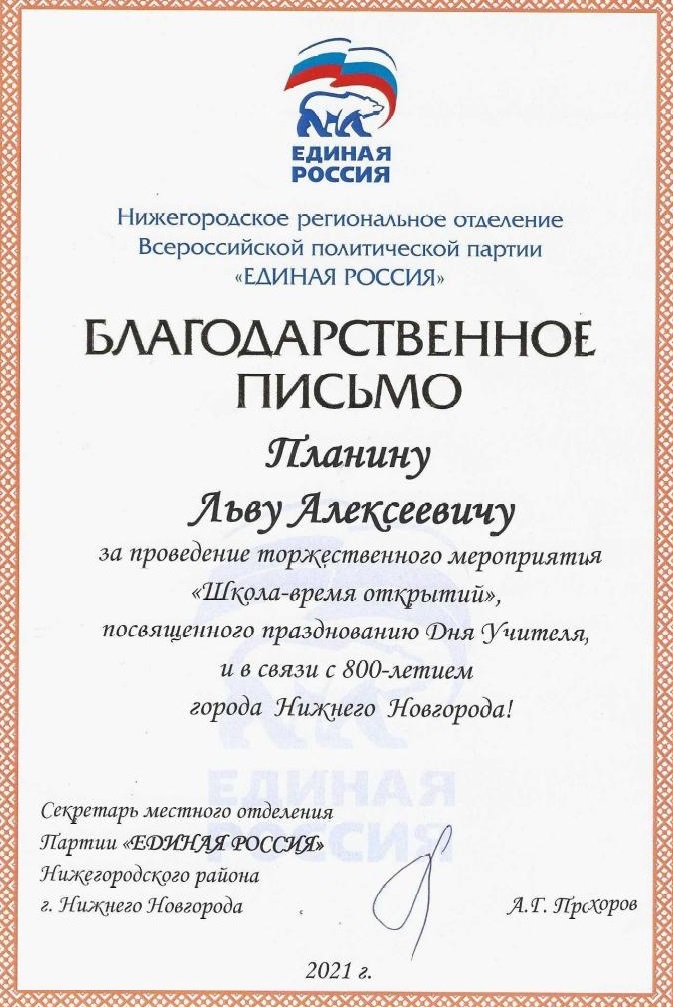 ЕДИНАЯ
РОССИЯ
Нижегородское региональное отделение
Всероссийской политической партии
«ЕДИНАЯ РОССИЯ»
БЛАГОДАРСТВЕННОЕ
ПИСЬМО
Планину
Льву Алексеевичу
за проведение торжественного мероприятия
«Школа-время открытий»,
посвященного празднованию Дня Учителя,
и в связи с 800-летием
города Нижнего Новгорода!
ЕДИНАЯ
РОССИЯ
Секретарь местного отделения
Партии «ЕДИНАЯ РОССИЯ»
Нижегородского района
г. Нижнего Новгорода
А.Г. Прохоров
2021 г.